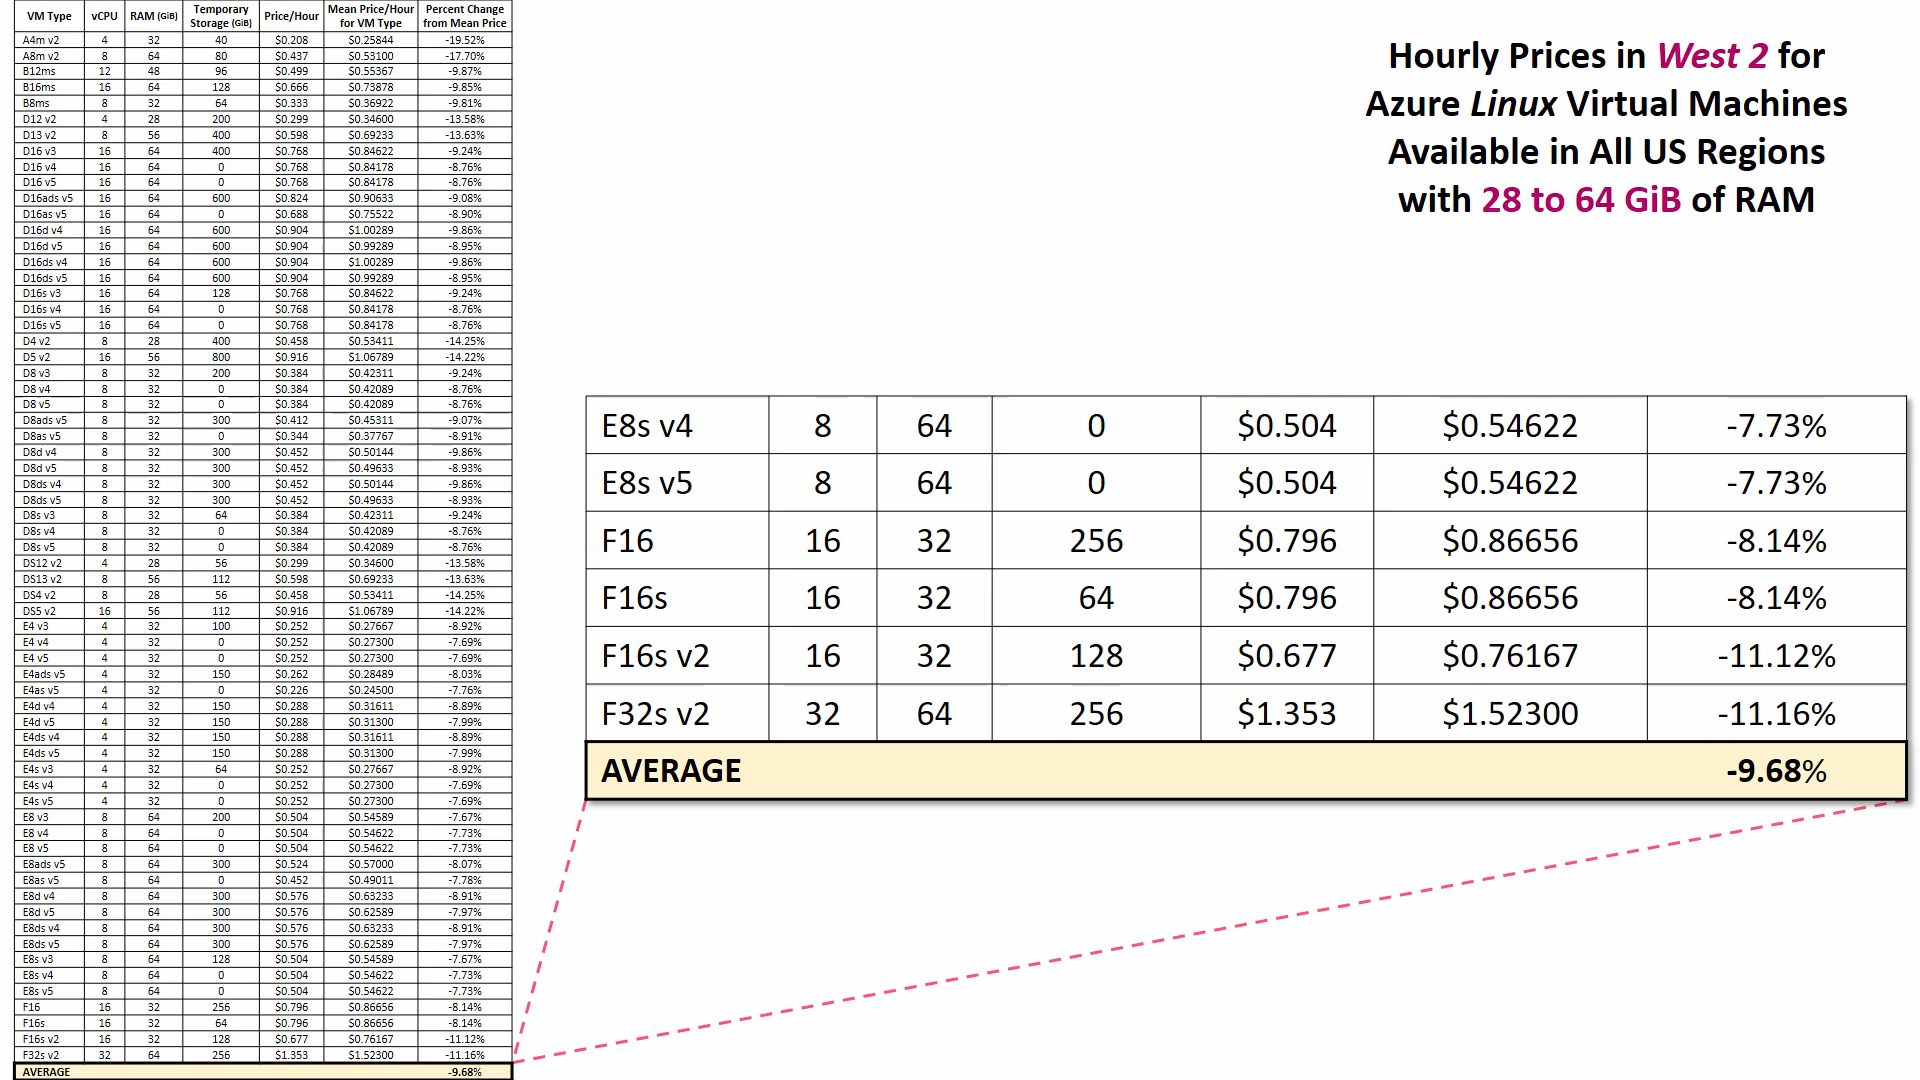 VM Type vCPU RAM (GiB) Temporary Storage (GiB) Price/Hour Mean Price/Hour for VM Type Percent Change from Mean Price
A4m v2 4 32 40 $0.208 $0.25844 -19.52%
A8m v2 8 64 80 $0.437 $0.53100 -17.70%
B12ms 12 48 96 $0.499 $0.55367 -9.87%
B16ms 16 64 128 $0.666 $0.73878 -9.85%
B8ms 8 32 64 $0.333 $0.36922 -9.81%
D12 v2 4 28 200 $0.299 $0.34600 -13.58%
D13 v2 8 56 400 $0.598 $0.69233 -13.63%
D16 v3 16 64 400 $0.768 $0.84622 -9.24%
D16 v4 16 64 0 $0.768 $0.84178 -8.76%
D16 v5 16 64 0 $0.768 $0.84178 -8.76%
D16ads v5 16 64 600 $0.824 $0.90633 -9.08%
D16as v5 16 64 0 $0.688 $0.75522 -8.90%
D16d v4 16 64 600 $0.904 $1.00289 -9.86%
D16d v5 16 64 600 $0.904 $0.99289 -8.95%
D16ds v4 16 64 600 $0.904 $1.00289 -9.86%
D16ds v5 16 64 600 $0.904 $0.99289 -8.95%
D16s v3 16 64 128 $0.768 $0.84622 -9.24%
D16s v4 16 64 0 $0.768 $0.84178 -8.76%
D16s v5 16 64 0 $0.768 $0.84178 -8.76%
D4 v2 8 28 400 $0.458 $0.53411 -14.25%
D5 v2 16 56 800 $0.916 $1.06789 -14.22%
D8 v3 8 32 200 $0.384 $0.42311 -9.24%
D8 v4 8 32 0 $0.384 $0.42089 -8.76%
D8 v5 8 32 0 $0.384 $0.42089 -8.76%
D8ads v5 8 32 300 $0.412 $0.45311 -9.07%
D8as v5 8 32 0 $0.344 $0.37767 -8.91%
D8d v4 8 32 300 $0.452 $0.50144 -9.86%
D8d v5 8 32 300 $0.452 $0.49633 -8.93%
D8ds v4 8 32 300 $0.452 $0.50144 -9.86%
D8ds v5 8 32 300 $0.452 $0.49633 -8.93%
D8s v3 8 32 64 $0.384 $0.42311 -9.24%
D8s v4 8 32 0 $0.384 $0.42089 -8.76%
D8s v5 8 32 0 $0.384 $0.42089 -8.76%
DS12 v2 4 28 56 $0.299 $0.34600 -13.58%
DS13 v2 8 56 112 $0.598 $0.69233 -13.63%
DS4 v2 8 28 56 $0.458 $0.53411 -14.25%
DS5 v2 16 56 112 $0.916 $1.06789 -14.22%
E4 v3 4 32 100 $0.252 $0.27667 -8.92%
E4 v4 4 32 0 $0.252 $0.27300 -7.69%
E4 v5 4 32 0 $0.252 $0.27300 -7.69%
E4ads v5 4 32 150 $0.262 $0.28489 -8.03%
E4as v5 4 32 0 $0.226 $0.24500 -7.76%
E4d v4 4 32 150 $0.288 $0.31611 -8.89%
E4d v5 4 32 150 $0.288 $0.31300 -7.99%
E4ds v4 4 32 150 $0.288 $0.31611 -8.89%
E4ds v5 4 32 150 $0.288 $0.31300 -7.99%
E4s v3 4 32 64 $0.252 $0.27667 -8.92%
E4s v4 4 32 0 $0.252 $0.27300 -7.69%
E4s v5 4 32 0 $0.252 $0.27300 -7.69%
E8 v3 8 64 200 $0.504 $0.54589 -7.67%
E8 v4 8 64 0 $0.504 $0.54622 -7.73%
E8 v5 8 64 0 $0.504 $0.54622 -7.73%
E8ads v5 8 64 300 $0.524 $0.57000 -8.07%
E8as v5 8 64 0 $0.452 $0.49011 -7.78%
E8d v4 8 64 300 $0.576 $0.63233 -8.91%
E8d v5 8 64 300 $0.576 $0.62589 -7.97%
E8ds v4 8 64 300 $0.576 $0.63233 -8.91%
E8ds v5 8 64 300 $0.576 $0.62589 -7.97%
E8s v3 8 64 128 $0.504 $0.54589 -7.67%
E8s v4 8 64 0 $0.504 $0.54622 -7.73%
E8s v5 8 64 0 $0.504 $0.54622 -7.73%
F16 16 32 256 $0.796 $0.86656 -8.14%
F16s 16 32 64 $0.796 $0.86656 -8.14%
F16s v2 16 32 128 $0.677 $0.76167 -11.12%
F32s v2 32 64 256 $1.353 $1.52300 -11.16%
AVERAGE -9.68%
Hourly Prices in West 2 for
Azure Linux Virtual Machines
Available in All US Regions
with 28 to 64 GiB of RAM
E8s v4 8 64 0 $0.504 $0.54622 -7.73%
E8s v5 8 64 0 $0.504 $0.54622 -7.73%
F16 16 32 256 $0.796 $0.86656 -8.14%
F16s 16 32 64 $0.796 $0.86656 -8.14%
F16s v2 16 32 128 $0.677 $0.76167 -11.12%
F32s v2 32 64 256 $1.353 $1.52300 -11.16%
AVERAGE -9.68%